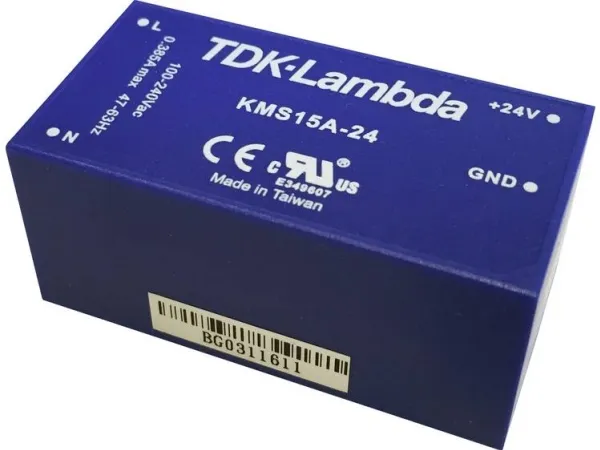 L
0.385A max 47-63Hz
100-240Vac
N
TDK·Lambda
KMS15A-24
CE c RU ® US
E349607
Made in Taiwan
+24V
GND
BG0311611